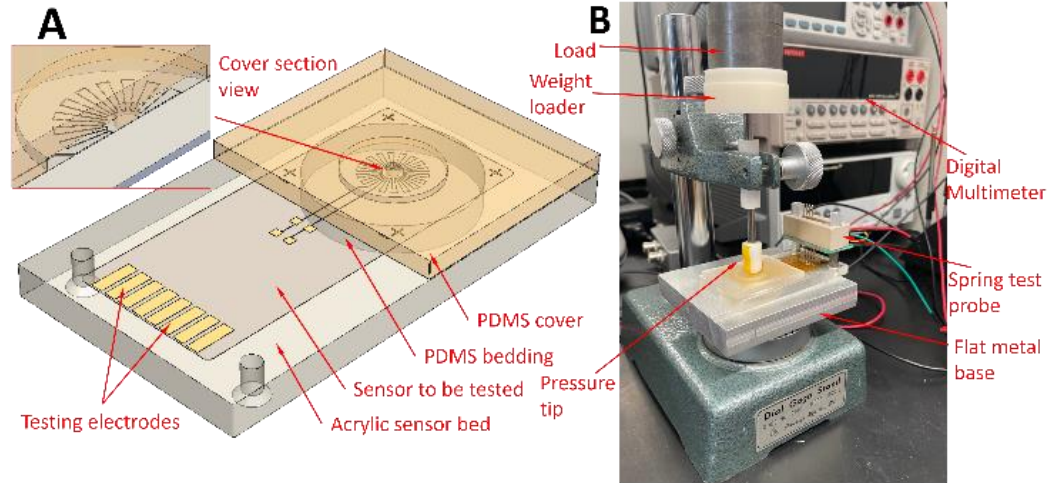 A
Cover section
view
PDMS cover
PDMS bedding
Sensor to be tested
Testing electrodes
Acrylic sensor bed
B
Load
Weight
loader
Digital
Multimeter
Spring test
probe
Flat metal
base
Pressure
tip
Dial Gage Stand